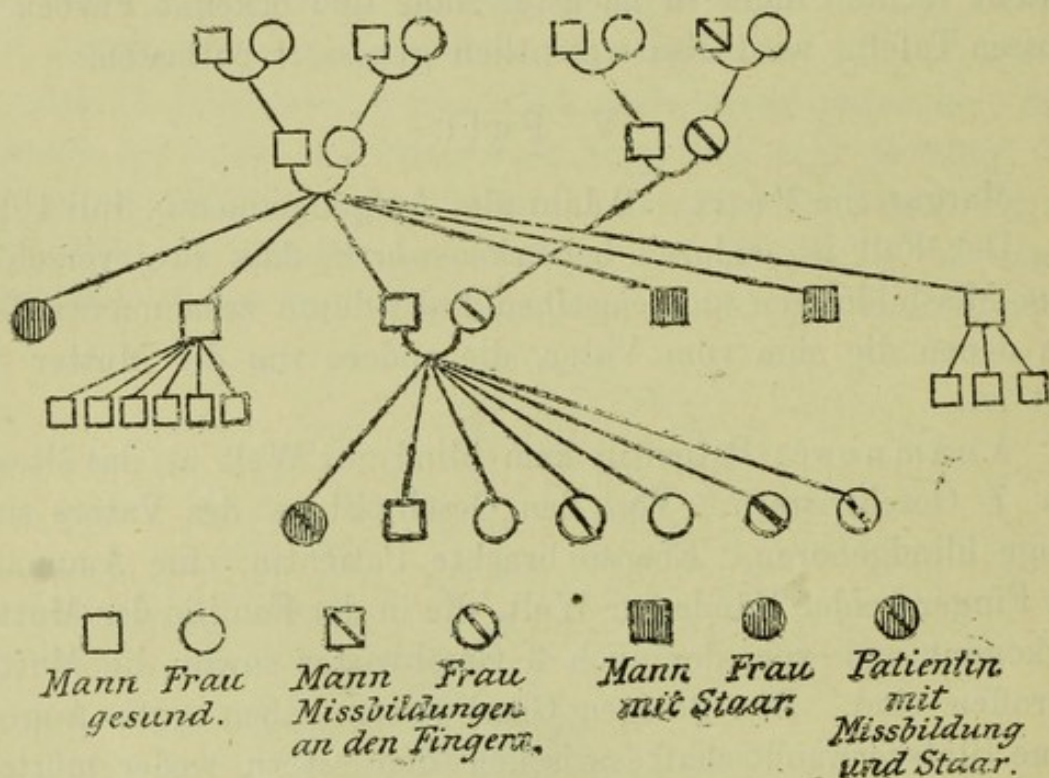 Mann Frau
gesund.
Mann Frau
Missbildungen
an den Fingern.
Mann Frau
mit Staar.
Patientin
mit
Missbildung
und Staar.